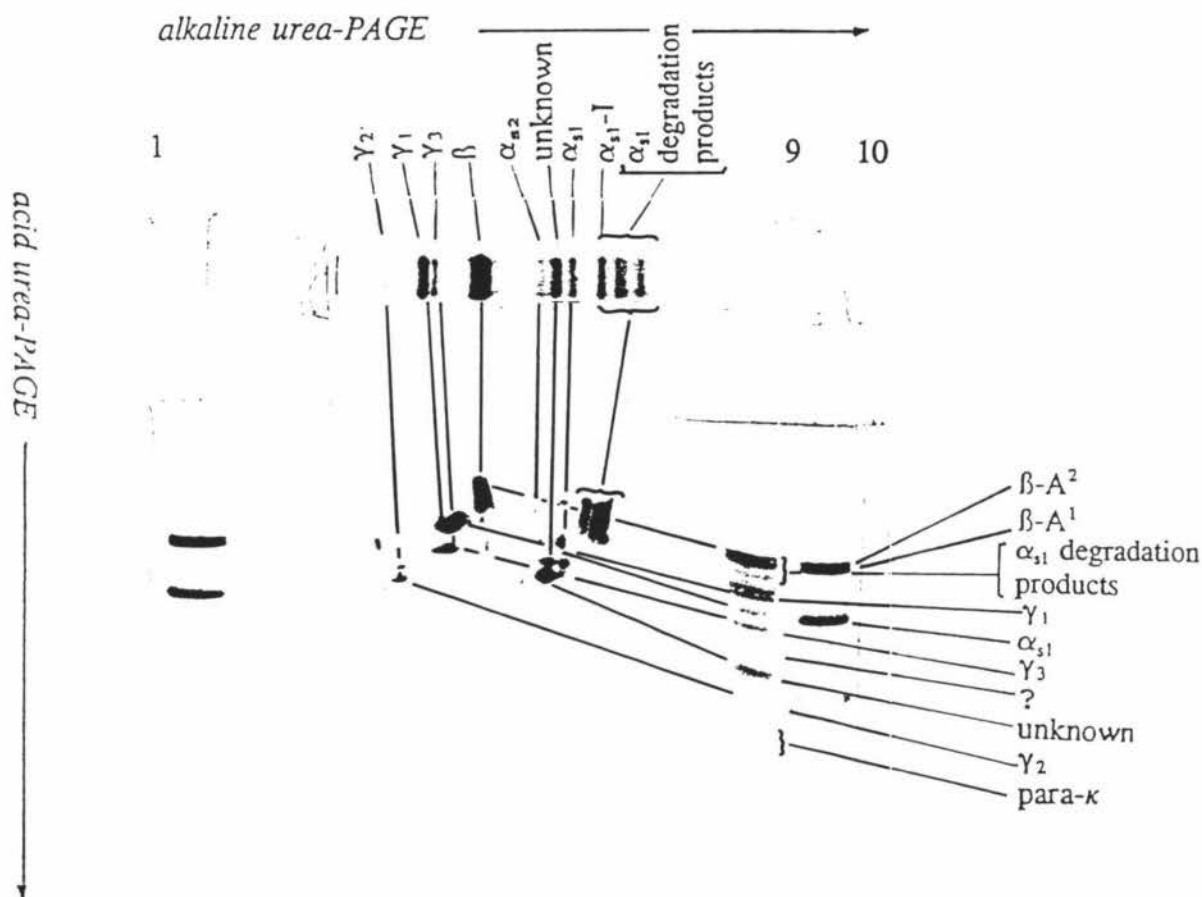 alkaline urea-PAGE
acid urea-PAGE
1
γ2
γ1
γ3
ß
αs2
unknown
αs1
αs1-I
αs1
degradation
products
9
10
ß-A²
ß-A¹
αs1 degradation
products
γ1
αs1
γ3
?
unknown
γ2
para-κ